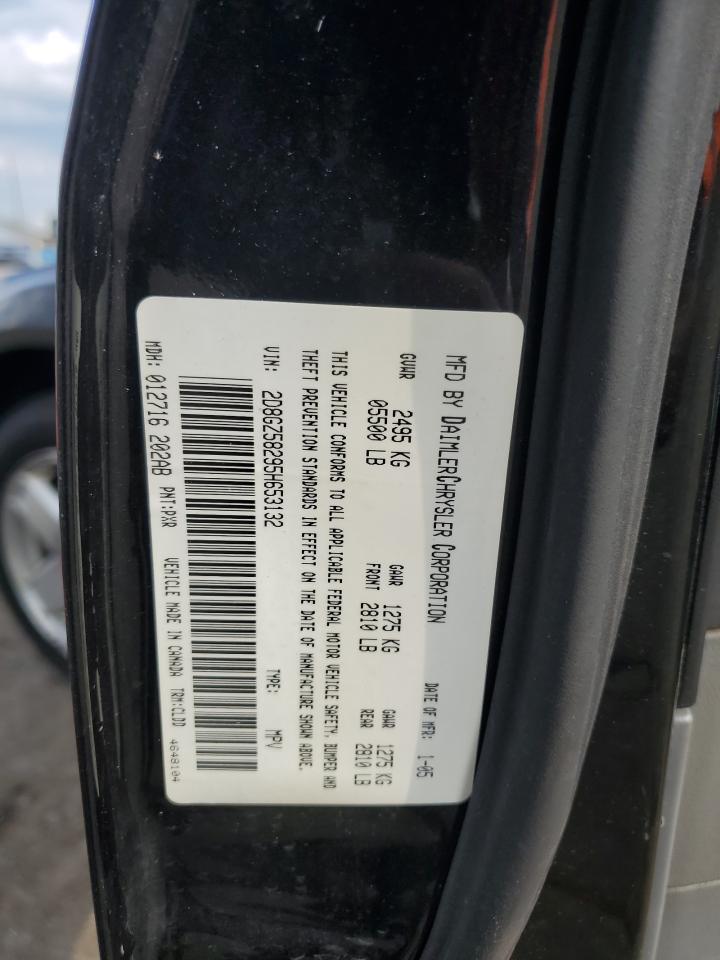 MFD BY DAIMLERCHRYSLER CORPORATION DATE OF MFR: 1-05
GVWR 2495 KG GAWR 1275 KG GAWR 1275 KG
05500 LB FRONT 2810 LB REAR 2810 LB
THIS VEHICLE CONFORMS TO ALL APPLICABLE FEDERAL MOTOR VEHICLE SAFETY, BUMPER AND
THEFT PREVENTION STANDARDS IN EFFECT ON THE DATE OF MANUFACTURE SHOWN ABOVE.
VIN: 2D8GZ58295H653132 TYPE: MPV
MDH: 012716 202AB PNT:PXR VEHICLE MADE IN CANADA TRM:CLDD
4648104